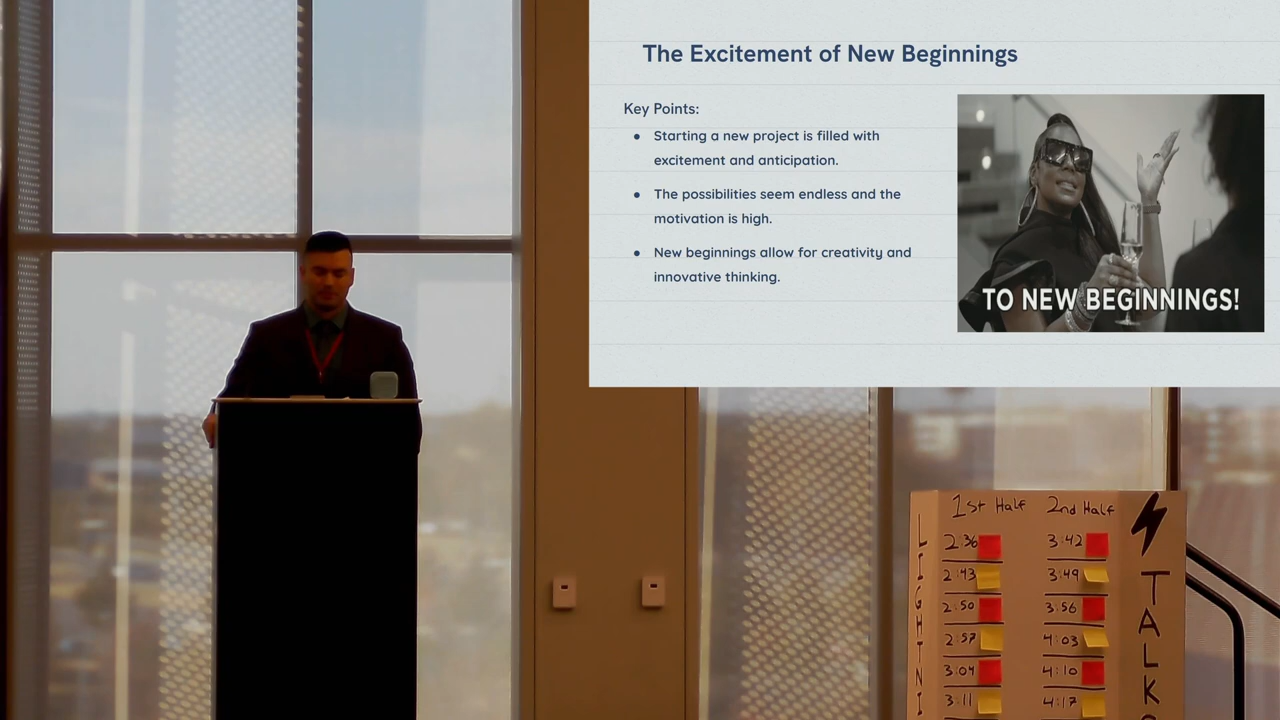 The Excitement of New Beginnings
Key Points:
• Starting a new project is filled with
excitement and anticipation.
• The possibilities seem endless and the
motivation is high.
• New beginnings allow for creativity and
innovative thinking.
TO NEW BEGINNINGS!
1st Half 2nd Half
2:36 3:42
2:43 3:49
2:50 3:56
2:57 4:03
3:04 4:10
3:11 4:17
LIGHTNI
TALKS